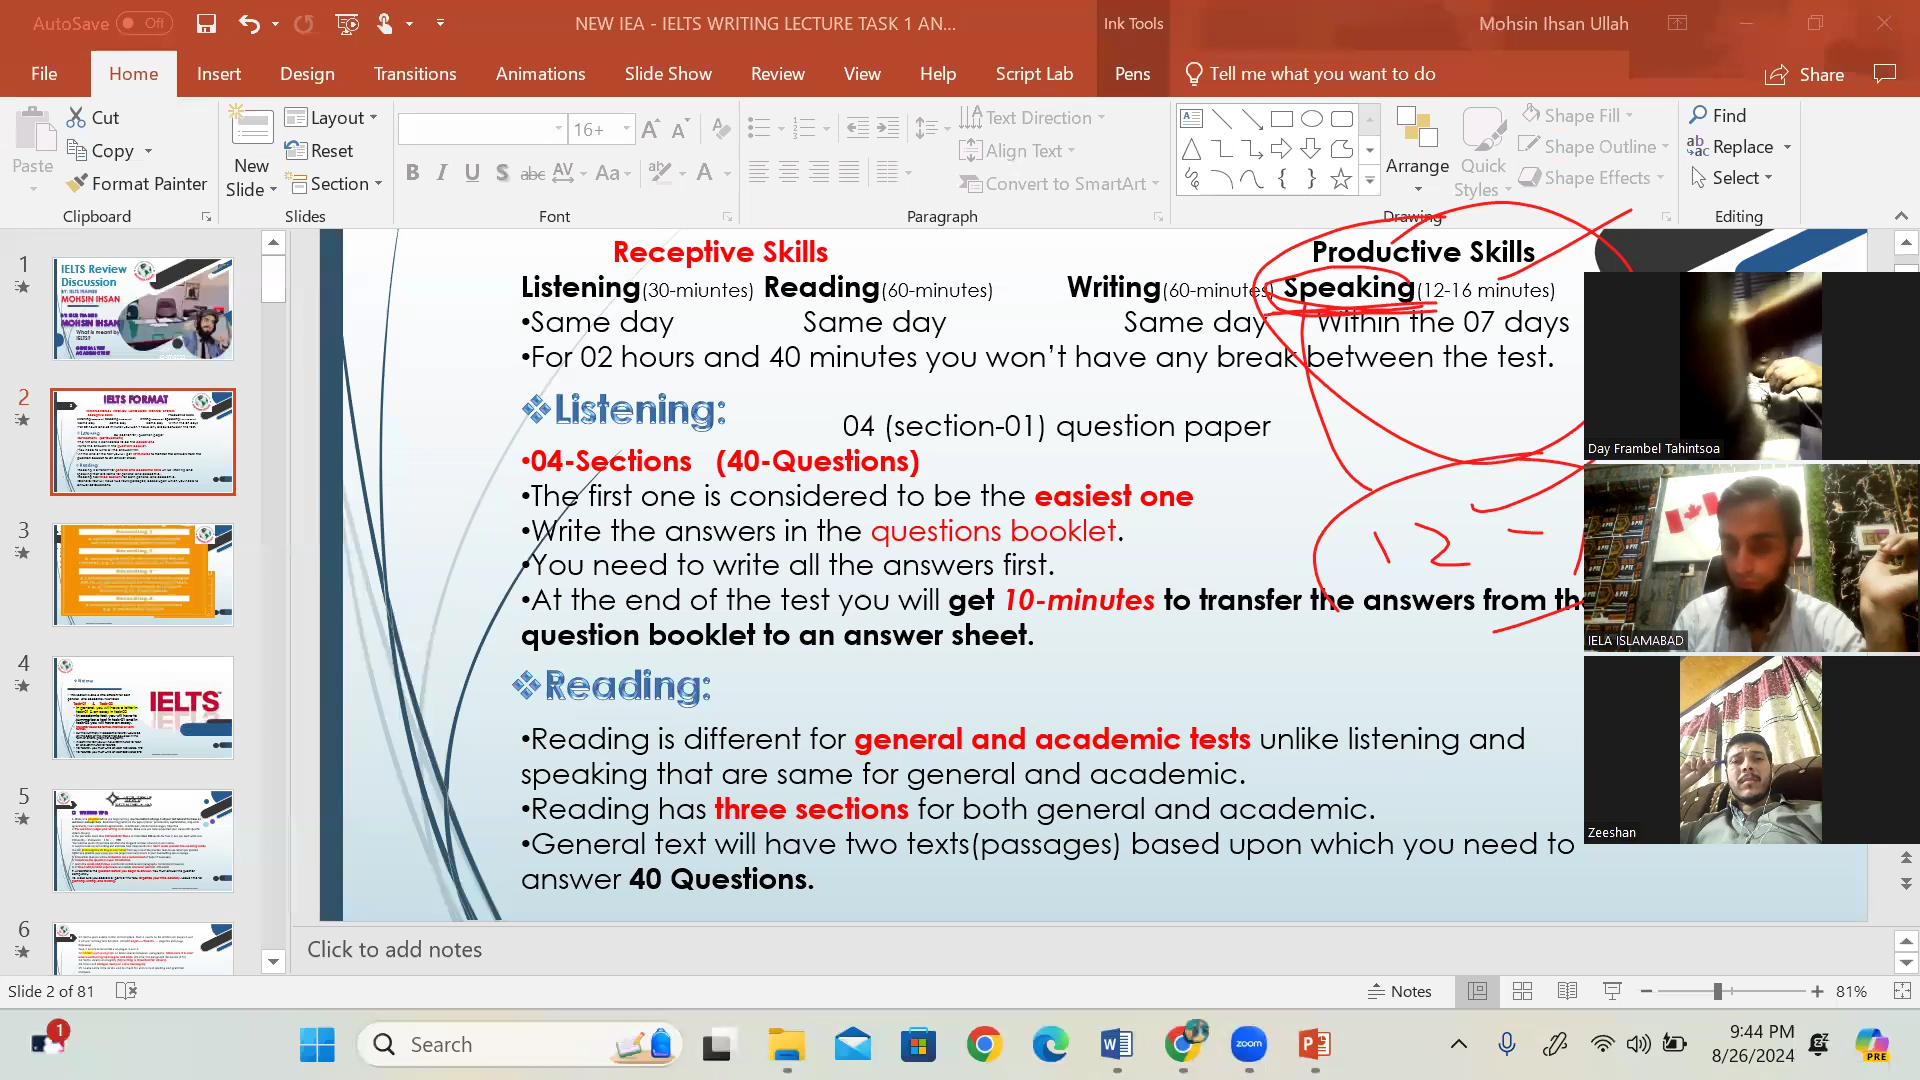 AutoSave Off
NEW IEA - IELTS WRITING LECTURE TASK 1 AN...
Ink Tools
Mohsin Ihsan Ullah
File Home Insert Design Transitions Animations Slide Show Review View Help Script Lab Pens Tell me what you want to do Share
Paste
Cut
Copy
Format Painter
Clipboard
New Slide
Layout
Reset
Section
Slides
16+
Font
Text Direction
Align Text
Convert to SmartArt
Paragraph
Arrange
Quick Styles
Shape Fill
Shape Outline
Shape Effects
Drawing
Find
Replace
Select
Editing
1
IELTS Review
Discussion
MOHSIN IHSAN
2
IELTS FORMAT
3
4
IELTS
5
6
Receptive Skills Productive Skills
Listening(30-miuntes) Reading(60-minutes) Writing(60-minutes) Speaking(12-16 minutes)
•Same day Same day Same day Within the 07 days
•For 02 hours and 40 minutes you won't have any break between the test.
❖Listening:
04 (section-01) question paper
•04-Sections (40-Questions)
•The first one is considered to be the easiest one
•Write the answers in the questions booklet.
•You need to write all the answers first.
12 -
•At the end of the test you will get 10-minutes to transfer the answers from the
question booklet to an answer sheet.
❖Reading:
•Reading is different for general and academic tests unlike listening and
speaking that are same for general and academic.
•Reading has three sections for both general and academic.
•General text will have two texts(passages) based upon which you need to
answer 40 Questions.
Day Frambel Tahintsoa
IELA ISLAMABAD
Zeeshan
Click to add notes
Slide 2 of 81
Notes
81%
1
Search
zoom
9:44 PM
8/26/2024
PRE